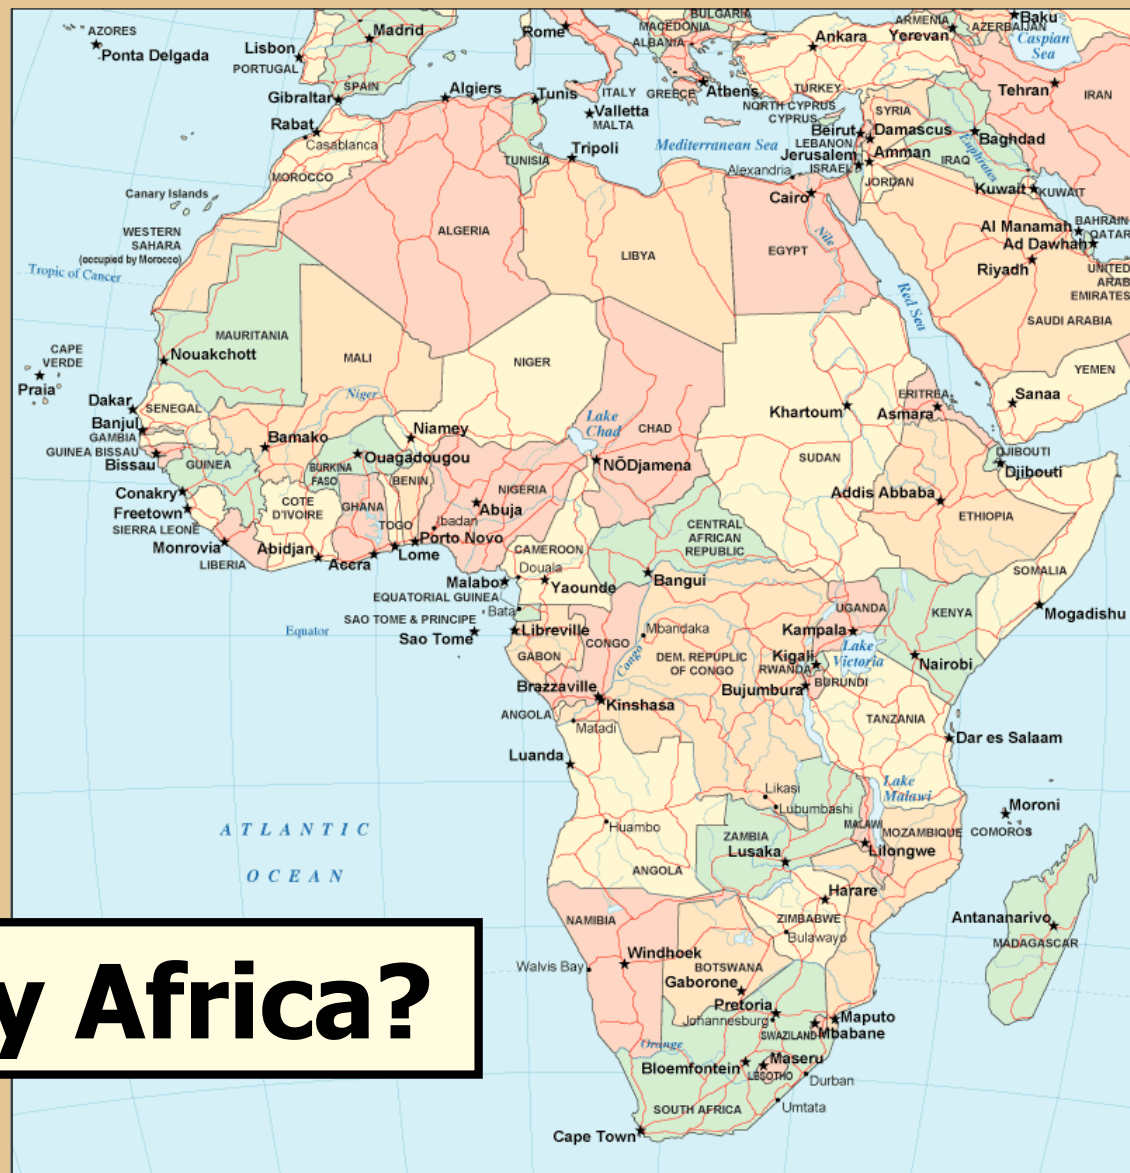 AZORES
Ponta Delgada
Lisbon
PORTUGAL
Madrid
SPAIN
Gibraltar
Rabat
Casablanca
MOROCCO
Algiers
Tunis
TUNISIA
Rome
ITALY
Valletta
MALTA
Tripoli
BULGARIA
MACEDONIA
ALBANIA
GREECE
Athens
Ankara
TURKEY
NORTH CYPRUS
CYPRUS
ARMENIA
Yerevan
Baku
AZERBAIJAN
Caspian
Sea
Tehran
IRAN
SYRIA
Beirut
Damascus
LEBANON
Jerusalem
Amman
ISRAEL
JORDAN
Baghdad
IRAQ
Euphrates
Kuwait
KUWAIT
Mediterranean Sea
Alexandria
Cairo
Al Manamah
BAHRAIN
QATAR
Ad Dawhah
Riyadh
UNITED
ARAB
EMIRATES
SAUDI ARABIA
Canary Islands
WESTERN
SAHARA
(occupied by Morocco)
Tropic of Cancer
ALGERIA
LIBYA
EGYPT
Nile
Red Sea
YEMEN
Sanaa
CAPE
VERDE
Praia
MAURITANIA
Nouakchott
MALI
NIGER
Niger
Lake
Chad
CHAD
NÕDjamena
Khartoum
SUDAN
ERITREA
Asmara
DJIBOUTI
Djibouti
Dakar
SENEGAL
Banjul
GAMBIA
GUINEA BISSAU
Bissau
GUINEA
Bamako
Niamey
Ouagadougou
BURKINA
FASO
BENIN
NIGERIA
Abuja
Conakry
Freetown
SIERRA LEONE
Monrovia
LIBERIA
COTE
D'IVOIRE
GHANA
TOGO
Ibadan
Porto Novo
Abidjan
Accra
Lome
CAMEROON
Douala
Malabo
Yaounde
EQUATORIAL GUINEA
Bata
CENTRAL
AFRICAN
REPUBLIC
Bangui
Addis Abbaba
ETHIOPIA
SOMALIA
Mogadishu
UGANDA
Kampala
KENYA
Nairobi
Lake
Victoria
SAO TOME & PRINCIPE
Sao Tome
Equator
Libreville
GABON
CONGO
Congo
Mbandaka
DEM. REPUPLIC
OF CONGO
Kigali
RWANDA
Bujumbura
BURUNDI
Brazzaville
Kinshasa
ANGOLA
Matadi
TANZANIA
Dar es Salaam
Luanda
Likasi
Lubumbashi
Lake
Malawi
Moroni
COMOROS
Huambo
ANGOLA
ZAMBIA
Lusaka
MALAWI
Lilongwe
MOZAMBIQUE
ATLANTIC
OCEAN
Harare
ZIMBABWE
Bulawayo
Antananarivo
MADAGASCAR
NAMIBIA
Windhoek
Walvis Bay
BOTSWANA
Gaborone
Pretoria
Johannesburg
SWAZILAND
Maputo
Mbabane
Orange
Bloemfontein
Maseru
LESOTHO
Durban
SOUTH AFRICA
Umtata
Cape Town
y Africa?